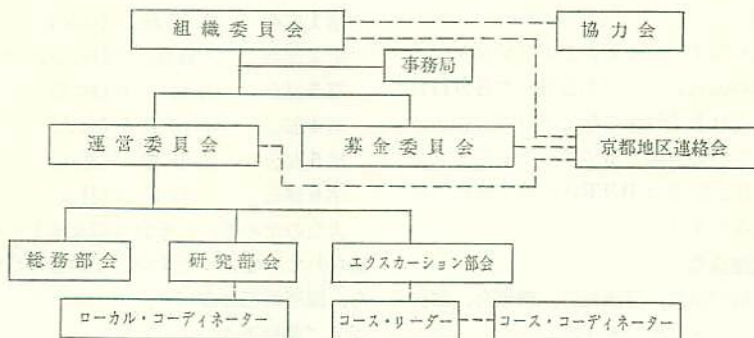 組織委員会
協力会
事務局
運営委員会
募金委員会
京都地区連絡会
総務部会
研究部会
エクスカーション部会
ローカル・コーディネーター
コース・リーダー
コース・コーディネーター